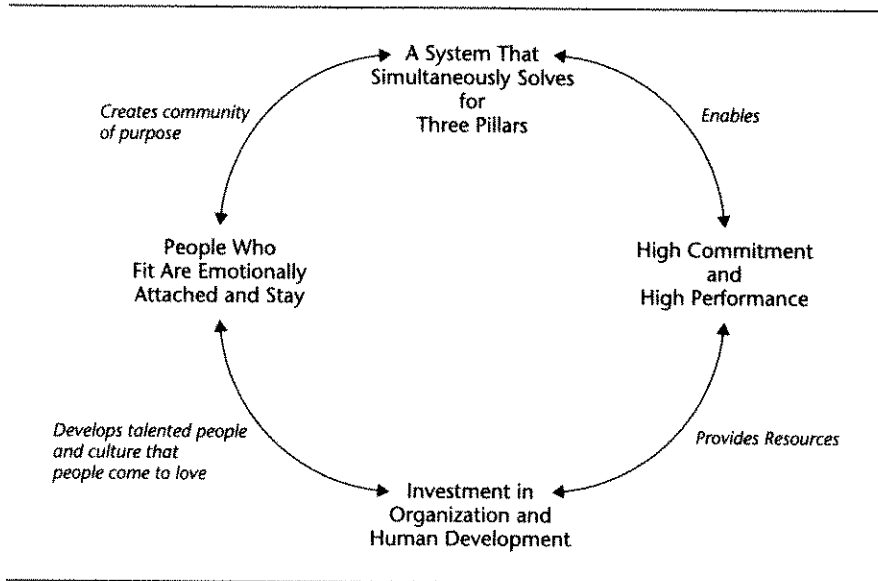 A System That
Simultaneously Solves
for
Three Pillars
Creates community
of purpose
Enables
People Who
Fit Are Emotionally
Attached and Stay
High Commitment
and
High Performance
Develops talented people
and culture that
people come to love
Provides Resources
Investment in
Organization and
Human Development